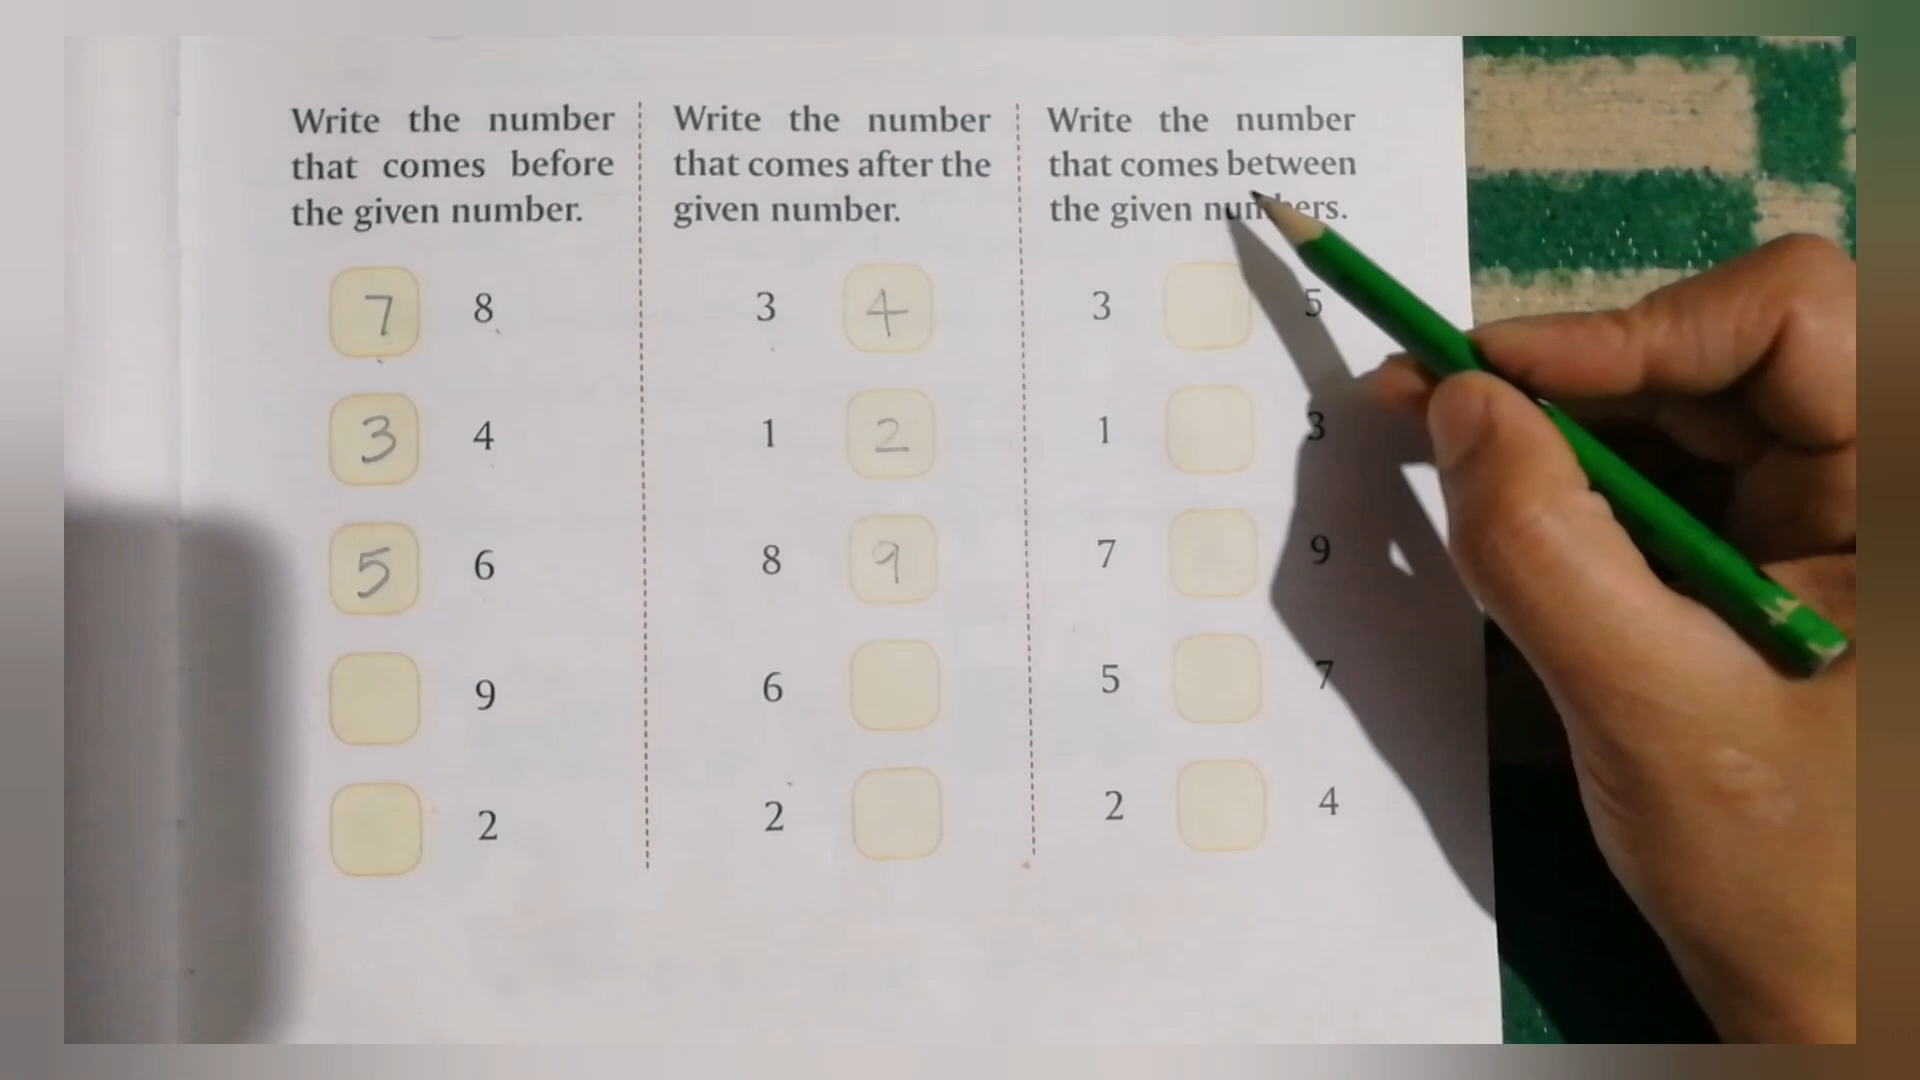 Write the number
that comes before
the given number.
7 8
3 4
5 6
9
2
Write the number
that comes after the
given number.
3 4
1 2
8 9
6
2
Write the number
that comes between
the given numbers.
3 5
1 3
7 9
5 7
2 4